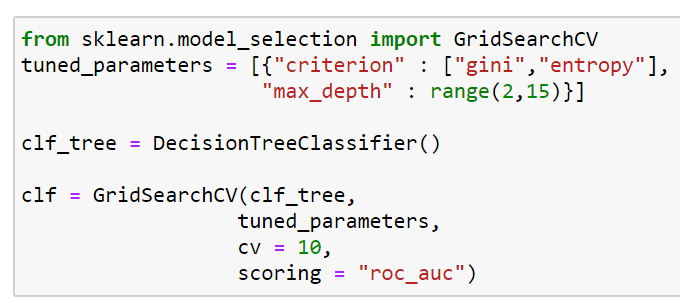 from sklearn.model_selection import GridSearchCV
tuned_parameters = [{"criterion" : ["gini","entropy"],
"max_depth" : range(2,15)}]
clf_tree = DecisionTreeClassifier()
clf = GridSearchCV(clf_tree,
tuned_parameters,
cv = 10,
scoring = "roc_auc")